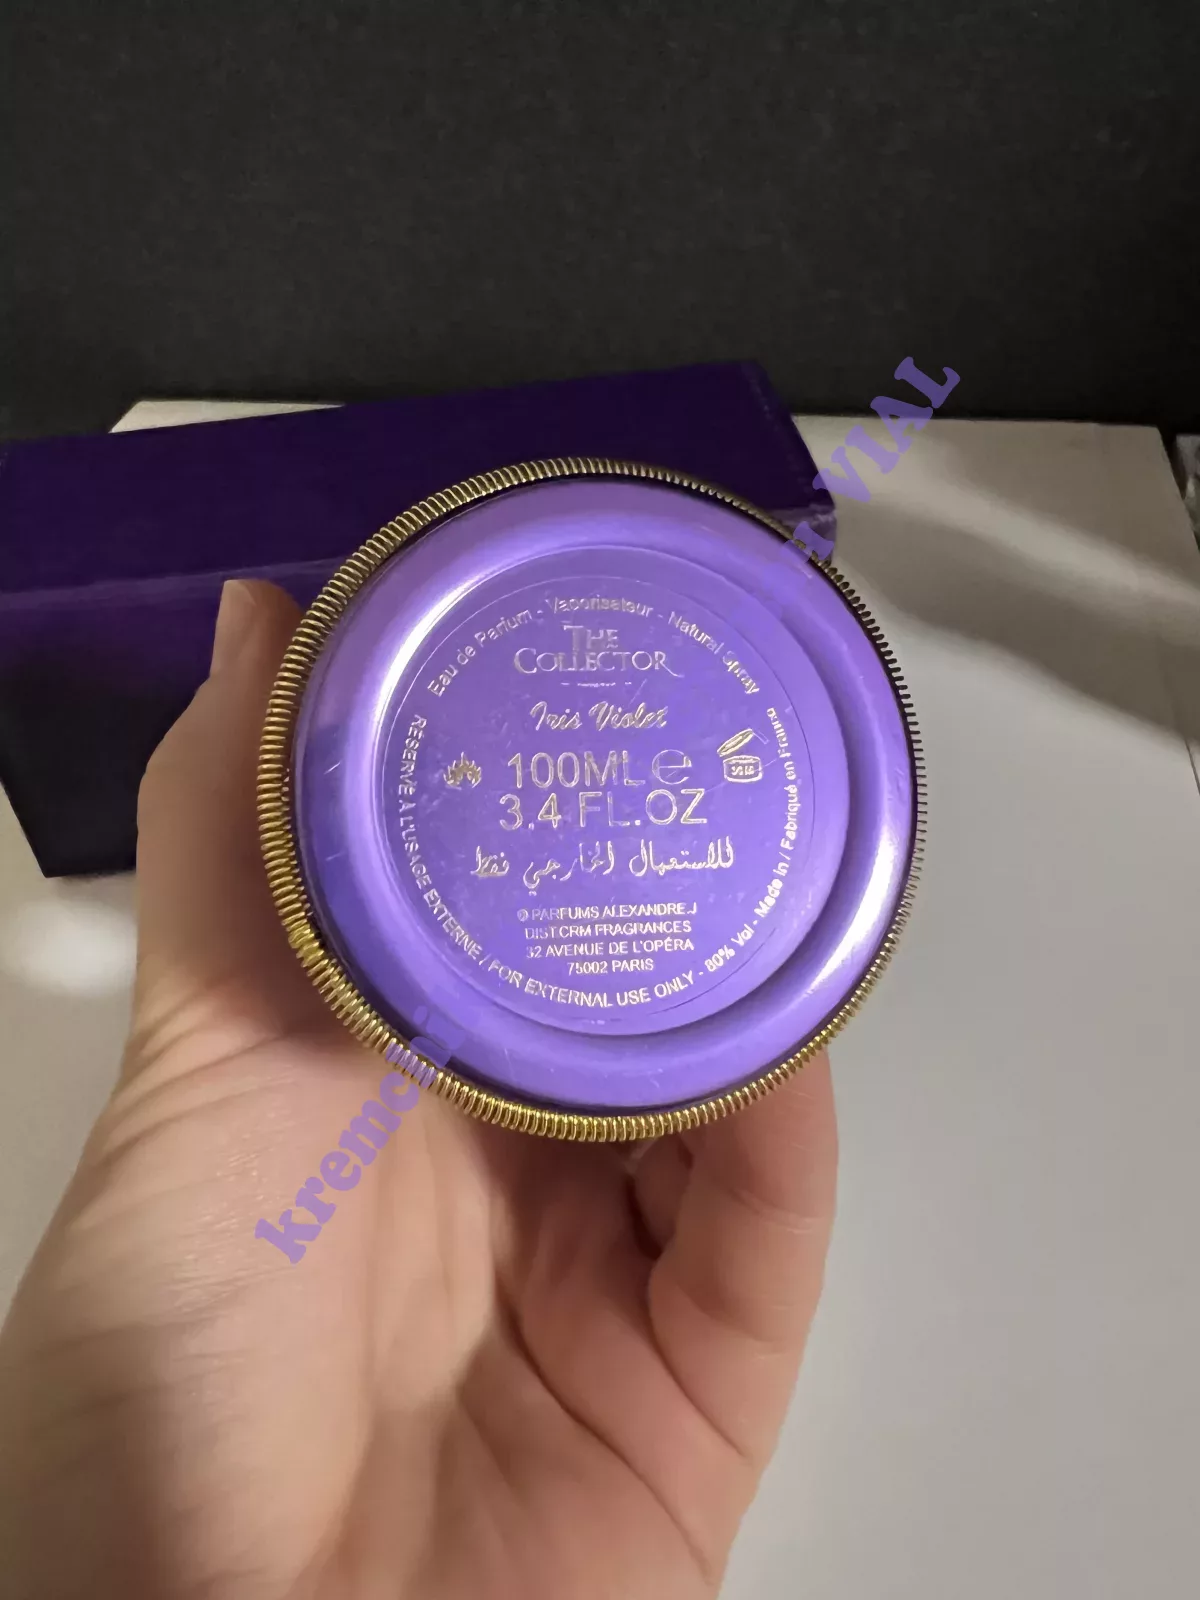 Eau de Parfum - Vaporisateur - Natural Spray
THE
COLLECTOR
Iris Violet
100ML e
3.4 FL.OZ
للاستعمال الخارجي فقط
© PARFUMS ALEXANDRE.J
DIST.CRM FRAGRANCES
32 AVENUE DE L'OPÉRA
75002 PARIS
RÉSERVÉ A L'USAGE EXTERNE / FOR EXTERNAL USE ONLY - 80% Vol - Made in / Fabriqué en France
VIAL